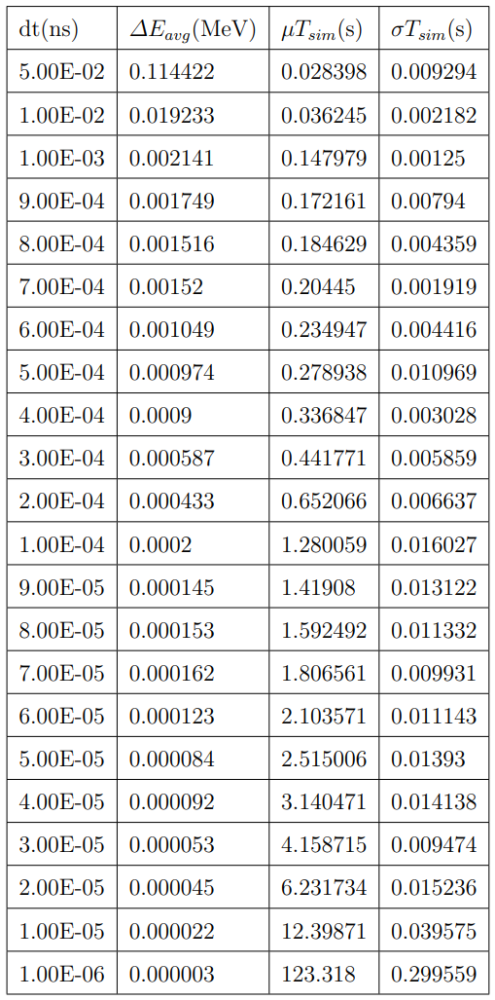 dt(ns) ΔE_avg(MeV) μT_sim(s) σT_sim(s)
5.00E-02 0.114422 0.028398 0.009294
1.00E-02 0.019233 0.036245 0.002182
1.00E-03 0.002141 0.147979 0.00125
9.00E-04 0.001749 0.172161 0.00794
8.00E-04 0.001516 0.184629 0.004359
7.00E-04 0.00152 0.20445 0.001919
6.00E-04 0.001049 0.234947 0.004416
5.00E-04 0.000974 0.278938 0.010969
4.00E-04 0.0009 0.336847 0.003028
3.00E-04 0.000587 0.441771 0.005859
2.00E-04 0.000433 0.652066 0.006637
1.00E-04 0.0002 1.280059 0.016027
9.00E-05 0.000145 1.41908 0.013122
8.00E-05 0.000153 1.592492 0.011332
7.00E-05 0.000162 1.806561 0.009931
6.00E-05 0.000123 2.103571 0.011143
5.00E-05 0.000084 2.515006 0.01393
4.00E-05 0.000092 3.140471 0.014138
3.00E-05 0.000053 4.158715 0.009474
2.00E-05 0.000045 6.231734 0.015236
1.00E-05 0.000022 12.39871 0.039575
1.00E-06 0.000003 123.318 0.299559